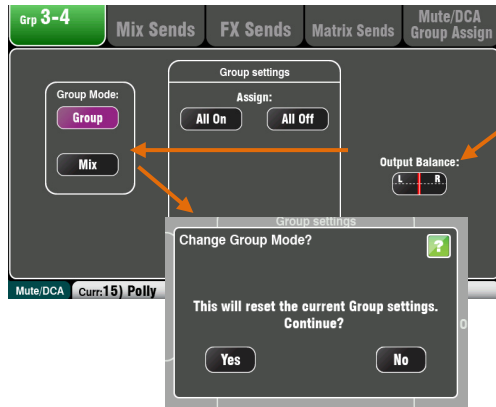 Grp 3-4
Mix Sends
FX Sends
Matrix Sends
Mute/DCA
Group Assign
Group Mode:
Group
Mix
Group settings
Assign:
All On
All Off
Output Balance:
L R
Mute/DCA
Curr:15) Polly
Group settings
Change Group Mode?
?
This will reset the current Group settings.
Continue?
Yes
No